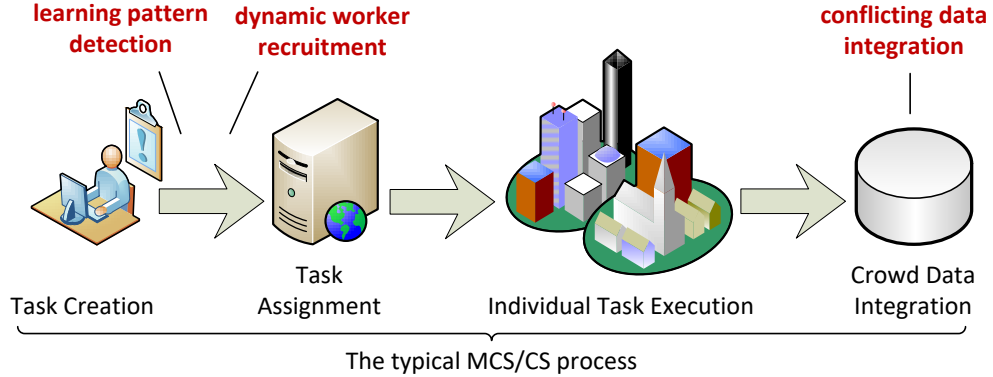 learning pattern
detection
dynamic worker
recruitment
conflicting data
integration
Task Creation
Task
Assignment
Individual Task Execution
Crowd Data
Integration
The typical MCS/CS process